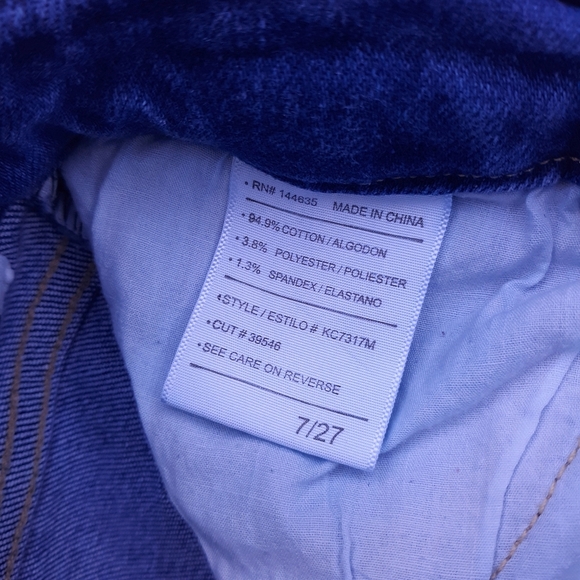 • RN# 144635 MADE IN CHINA
• 94.9% COTTON / ALGODON
• 3.8% POLYESTER / POLIESTER
• 1.3% SPANDEX / ELASTANO
• STYLE / ESTILO # KC7317M
• CUT # 39546
• SEE CARE ON REVERSE
7/27